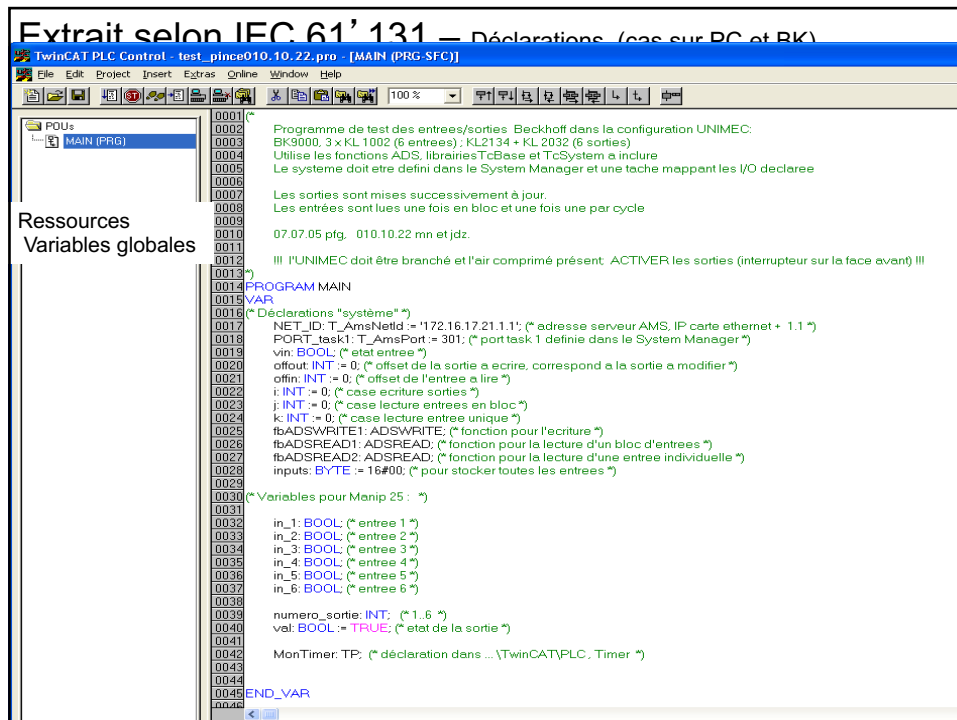 Extrait selon IEC 61’131 – Déclarations (cas sur PC et BK)
TwinCAT PLC Control - test_pince010.10.22.pro - [MAIN (PRG-SFC)]
File Edit Project Insert Extras Online Window Help
100 %
POUs
MAIN (PRG)
Ressources
Variables globales
0001 (*
0002 Programme de test des entrees/sorties Beckhoff dans la configuration UNIMEC:
0003 BK9000, 3 x KL 1002 (6 entrees) ; KL2134 + KL 2032 (6 sorties)
0004 Utilise les fonctions ADS, librairiesTcBase et TcSystem a inclure
0005 Le systeme doit etre defini dans le System Manager et une tache mappant les I/O declaree
0006
0007 Les sorties sont mises successivement à jour.
0008 Les entrées sont lues une fois en bloc et une fois une par cycle
0009
0010 07.07.05 pfg, 010.10.22 mn et jdz.
0011
0012 !!! l'UNIMEC doit être branché et l'air comprimé présent; ACTIVER les sorties (interrupteur sur la face avant) !!!
0013 *)
0014 PROGRAM MAIN
0015 VAR
0016 (* Déclarations "système" *)
0017 NET_ID: T_AmsNetId := '172.16.17.21.1.1'; (* adresse serveur AMS, IP carte ethernet + 1.1 *)
0018 PORT_task1: T_AmsPort := 301; (* port task 1 definie dans le System Manager *)
0019 vin: BOOL; (* etat entree *)
0020 offout: INT := 0; (* offset de la sortie a ecrire, correspond a la sortie a modifier *)
0021 offin: INT := 0; (* offset de l'entree a lire *)
0022 i: INT := 0; (* case ecriture sorties *)
0023 j: INT := 0; (* case lecture entrees en bloc *)
0024 k: INT := 0; (* case lecture entree unique *)
0025 fbADSWRITE1: ADSWRITE; (* fonction pour l'ecriture *)
0026 fbADSREAD1: ADSREAD; (* fonction pour la lecture d'un bloc d'entrees *)
0027 fbADSREAD2: ADSREAD; (* fonction pour la lecture d'une entree individuelle *)
0028 inputs: BYTE := 16#00; (* pour stocker toutes les entrees *)
0029
0030 (* Variables pour Manip 25 : *)
0031
0032 in_1: BOOL; (* entree 1 *)
0033 in_2: BOOL; (* entree 2 *)
0034 in_3: BOOL; (* entree 3 *)
0035 in_4: BOOL; (* entree 4 *)
0036 in_5: BOOL; (* entree 5 *)
0037 in_6: BOOL; (* entree 6 *)
0038
0039 numero_sortie: INT; (* 1..6 *)
0040 val: BOOL := TRUE; (* etat de la sortie *)
0041
0042 MonTimer: TP; (* déclaration dans ... \TwinCAT\PLC , Timer *)
0043
0044
0045 END_VAR
0046